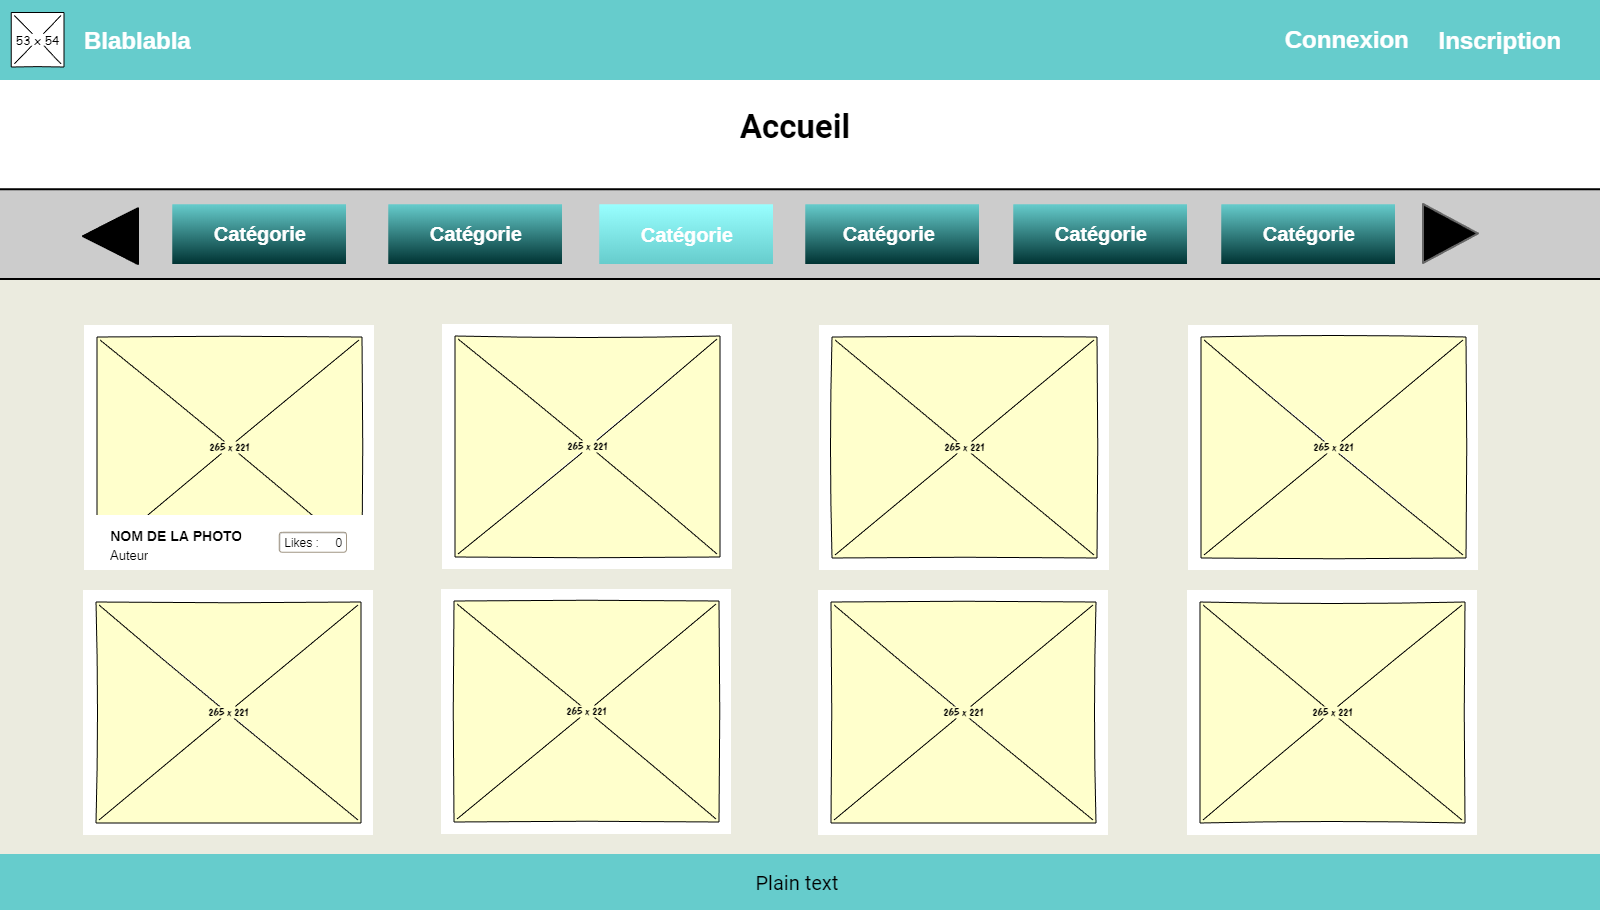 53 x 54
Blablabla
Connexion
Inscription
Accueil
Catégorie
Catégorie
Catégorie
Catégorie
Catégorie
Catégorie
265 x 221
265 x 221
265 x 221
265 x 221
NOM DE LA PHOTO
Likes : 0
Auteur
265 x 221
265 x 221
265 x 221
265 x 221
Plain text